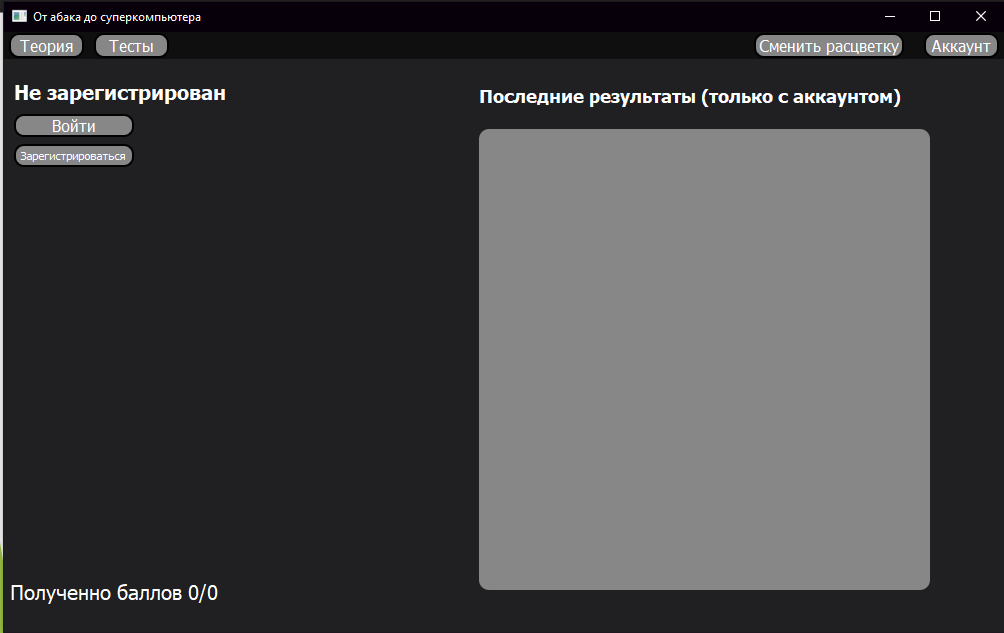 От абака до суперкомпьютера
Теория Тесты Сменить расцветку Аккаунт
Не зарегистрирован
Последние результаты (только с аккаунтом)
Войти
Зарегистрироваться
Полученно баллов 0/0